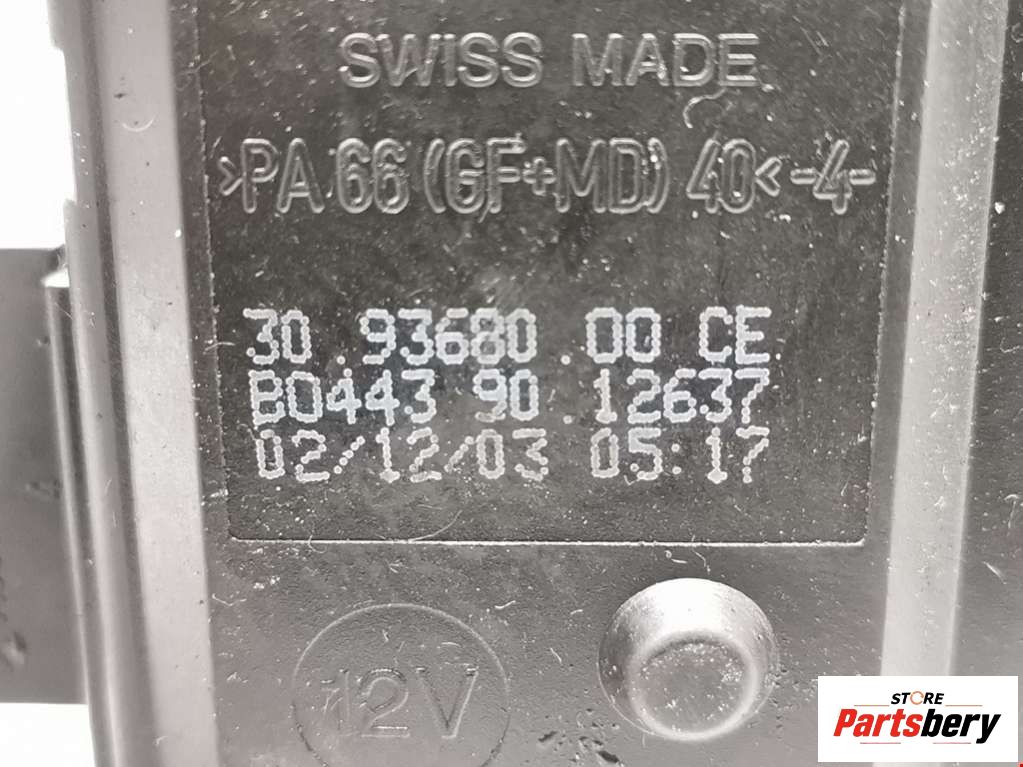 SWISS MADE
>PA 66 (GF+MD) 40< -4-
30.93680.00 CE
B0443 90.12637
02/12/03 05:17
12V
STORE
Partsbery